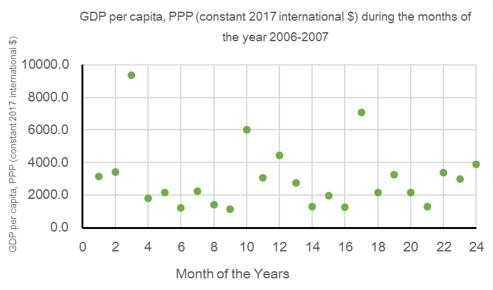 GDP per capita, PPP (constant 2017 international $) during the months of
the year 2006-2007
GDP per capita, PPP (constant 2017 international $)
10000.0
8000.0
6000.0
4000.0
2000.0
0.0
0 2 4 6 8 10 12 14 16 18 20 22 24
Month of the Years